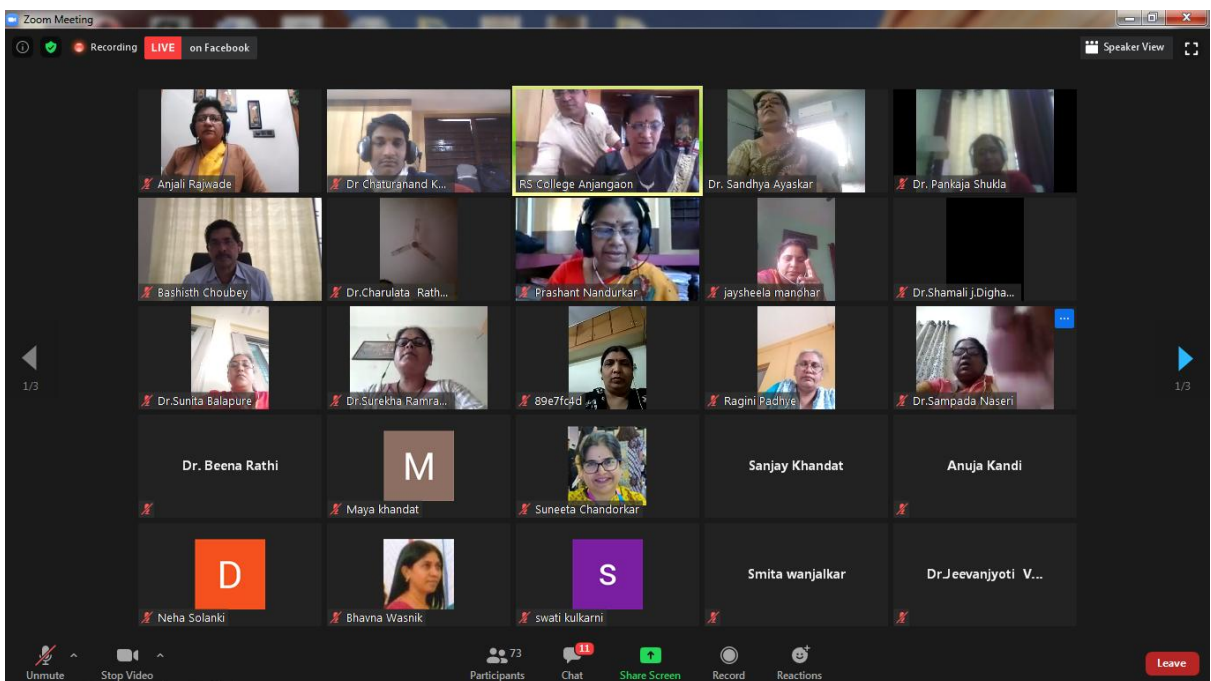 Zoom Meeting
Recording LIVE on Facebook
Speaker View
Anjali Rajwade
Dr Chaturanand K...
RS College Anjangaon
Dr. Sandhya Ayaskar
Dr. Pankaja Shukla
Bashisth Choubey
Dr.Charulata Rath...
Prashant Nandurkar
jaysheela manohar
Dr.Shamali j.Digha...
Dr.Sunita Balapure
Dr.Surekha Ramra...
89e7fc4d
Ragini Padhye
Dr.Sampada Naseri
1/3
1/3
Dr. Beena Rathi
M
Maya khandat
Suneeta Chandorkar
Sanjay Khandat
Anuja Kandi
D
Neha Solanki
Bhavna Wasnik
S
swati kulkarni
Smita wanjalkar
Dr.Jeevanjyoti V...
Unmute
Stop Video
73
Participants
11
Chat
Share Screen
Record
Reactions
Leave